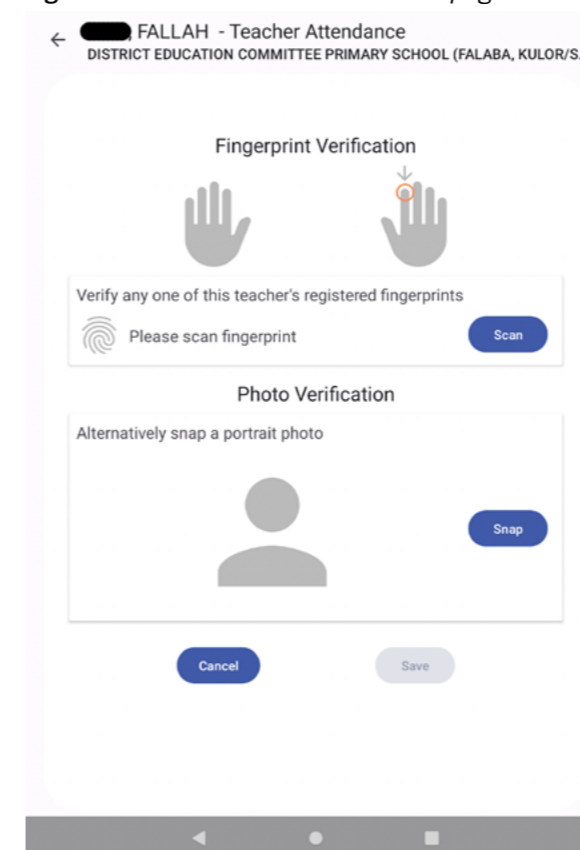 , FALLAH - Teacher Attendance
DISTRICT EDUCATION COMMITTEE PRIMARY SCHOOL (FALABA, KULOR/S.
Fingerprint Verification
Verify any one of this teacher's registered fingerprints
Please scan fingerprint
Scan
Photo Verification
Alternatively snap a portrait photo
Snap
Cancel
Save